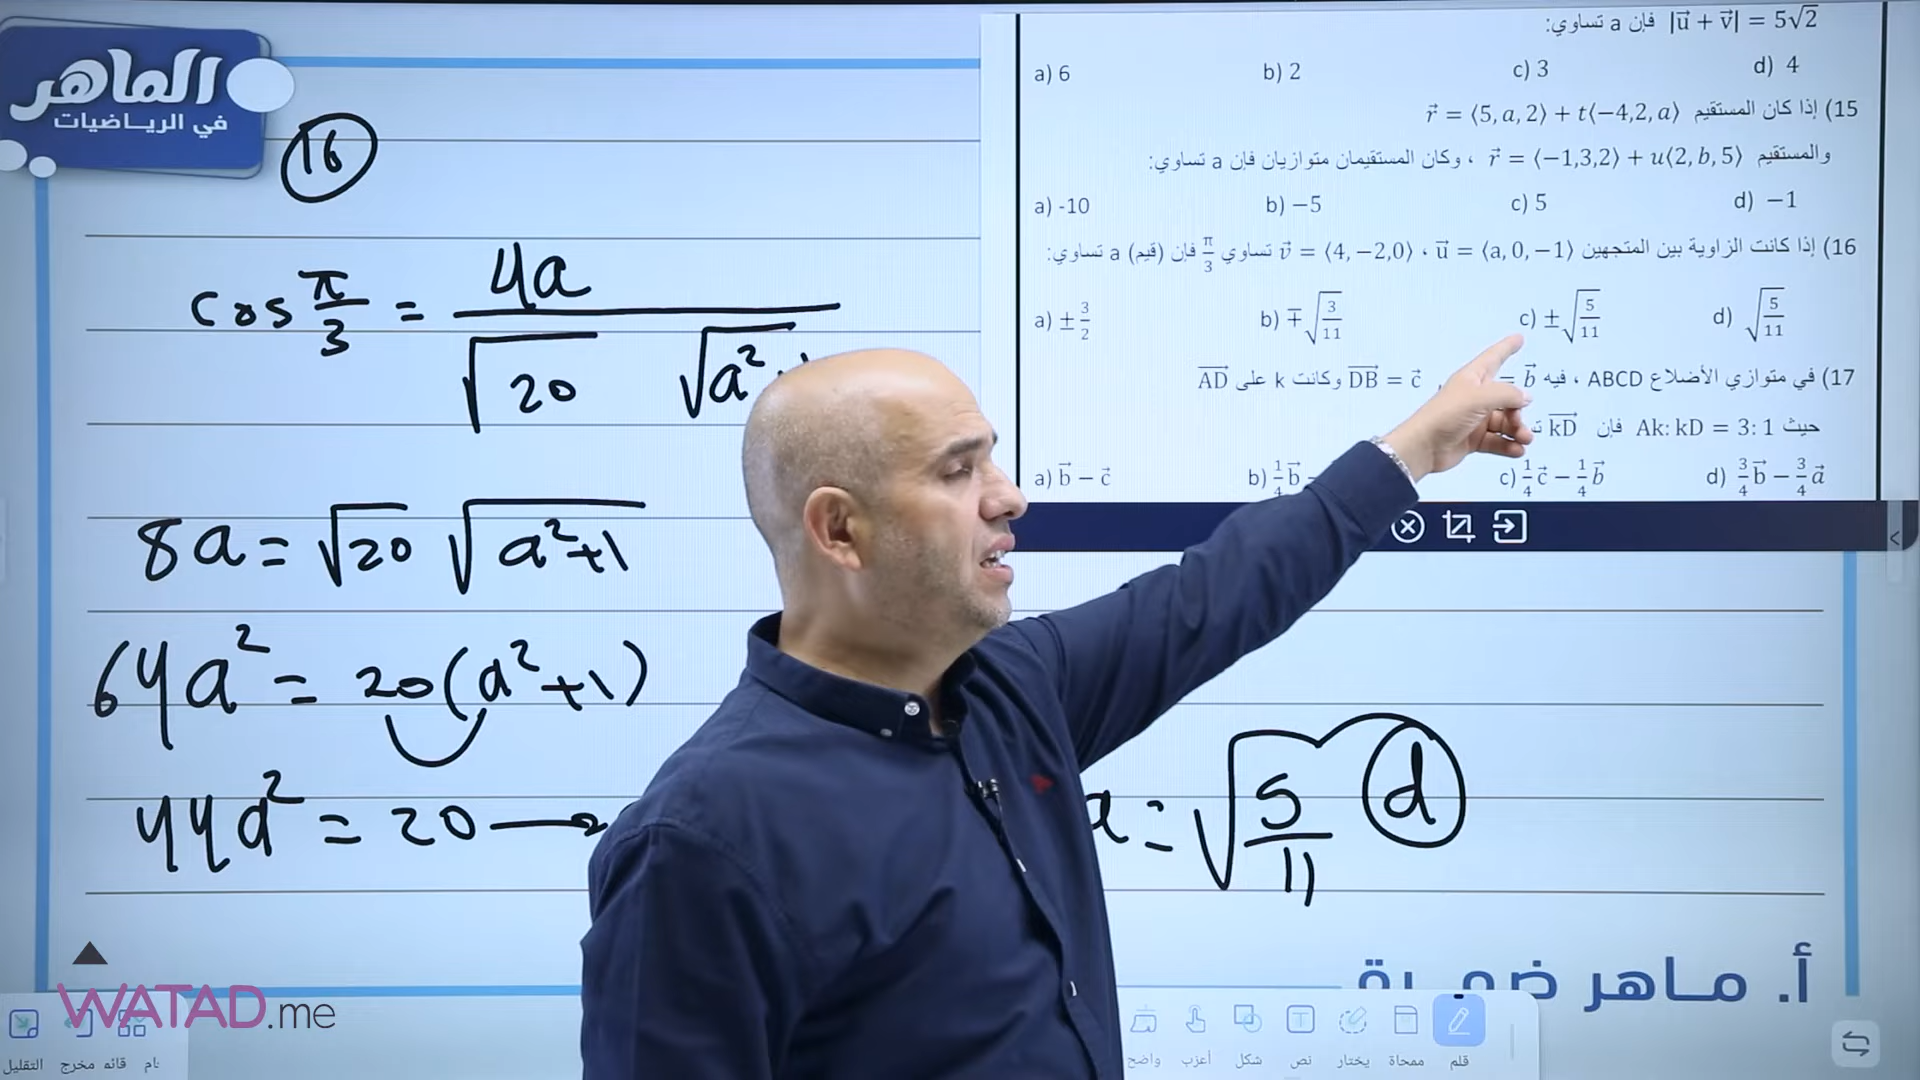 الماهر
في الرياضيات
|u⃗ + v⃗| = 5√2 فإن a تساوي:
a) 6 b) 2 c) 3 d) 4
15) إذا كان المستقيم r⃗ = ⟨5, a, 2⟩ + t⟨−4,2, a⟩
والمستقيم r⃗ = ⟨−1,3,2⟩ + u⟨2, b, 5⟩ ، وكان المستقيمان متوازيان فإن a تساوي:
a) -10 b) −5 c) 5 d) −1
16) إذا كانت الزاوية بين المتجهين u⃗ = ⟨a, 0, −1⟩ ، v⃗ = ⟨4, −2,0⟩ تساوي π/3 فإن (قيم) a تساوي:
a) ± 3/2 b) ∓ √(3/11) c) ± √(5/11) d) √(5/11)
17) في متوازي الأضلاع ABCD ، فيه = b⃗ , DB⃗ = c⃗ وكانت k على AD⃗
حيث Ak: kD = 3: 1 فإن kD⃗
a) b⃗ − c⃗ b) 1/4 b⃗ − c) 1/4 c⃗ − 1/4 b⃗ d) 3/4 b⃗ − 3/4 a⃗
16
cos π/3 = 4a / √20 √a²
8a = √20 √a²+1
64a² = 20(a²+1)
44a² = 20 → a = √(5/11) d
أ. ماهر ضمرة
WATAD.me
التقليل قائم مخرج
قلم ممحاة يختار نص شكل أعزب واضح